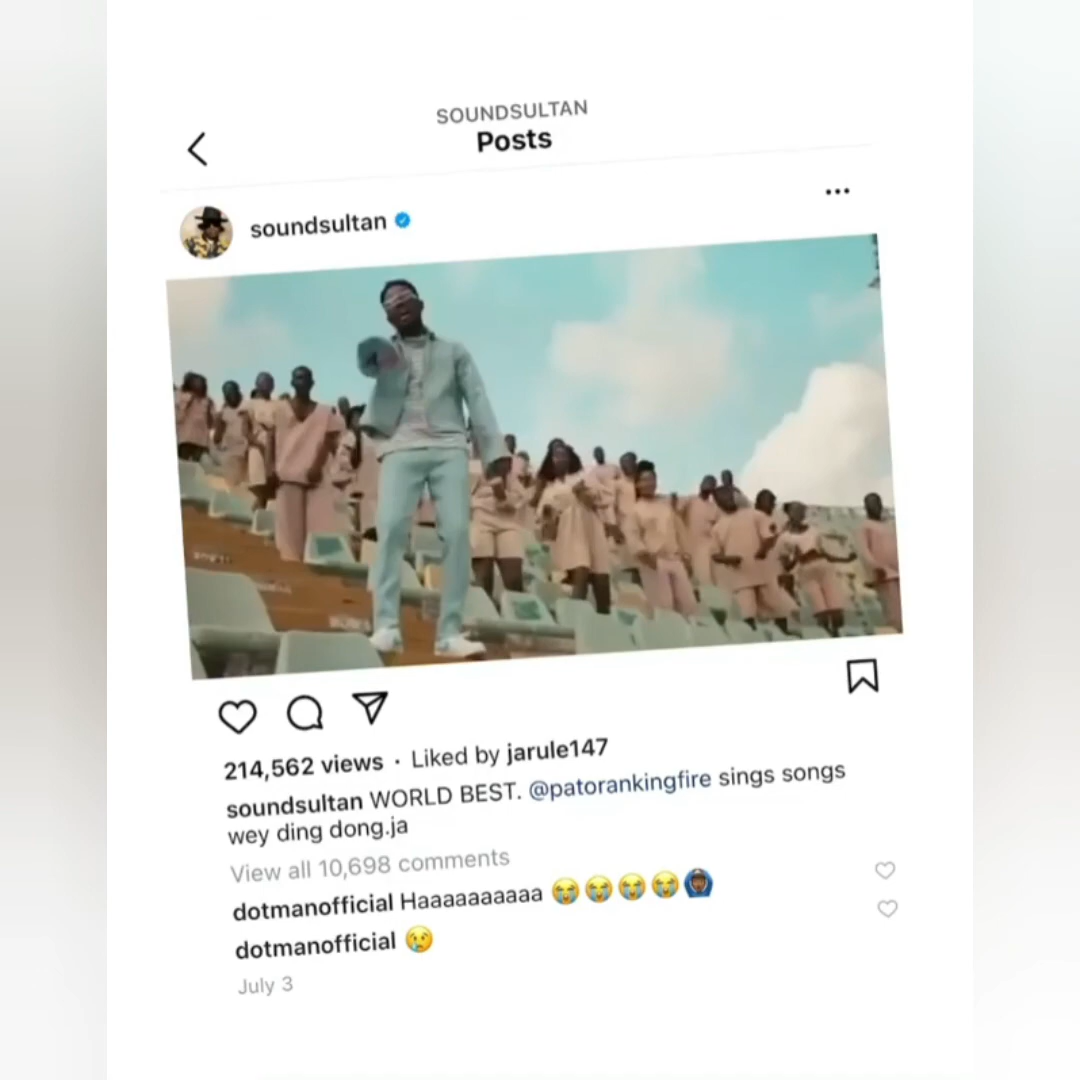 SOUNDSULTAN
Posts
soundsultan
214,562 views · Liked by jarule147
soundsultan WORLD BEST. @patorankingfire sings songs
wey ding dong.ja
View all 10,698 comments
dotmanofficial Haaaaaaaaaa 😭😭😭😭🙆🏾‍♂️
dotmanofficial 😢
July 3